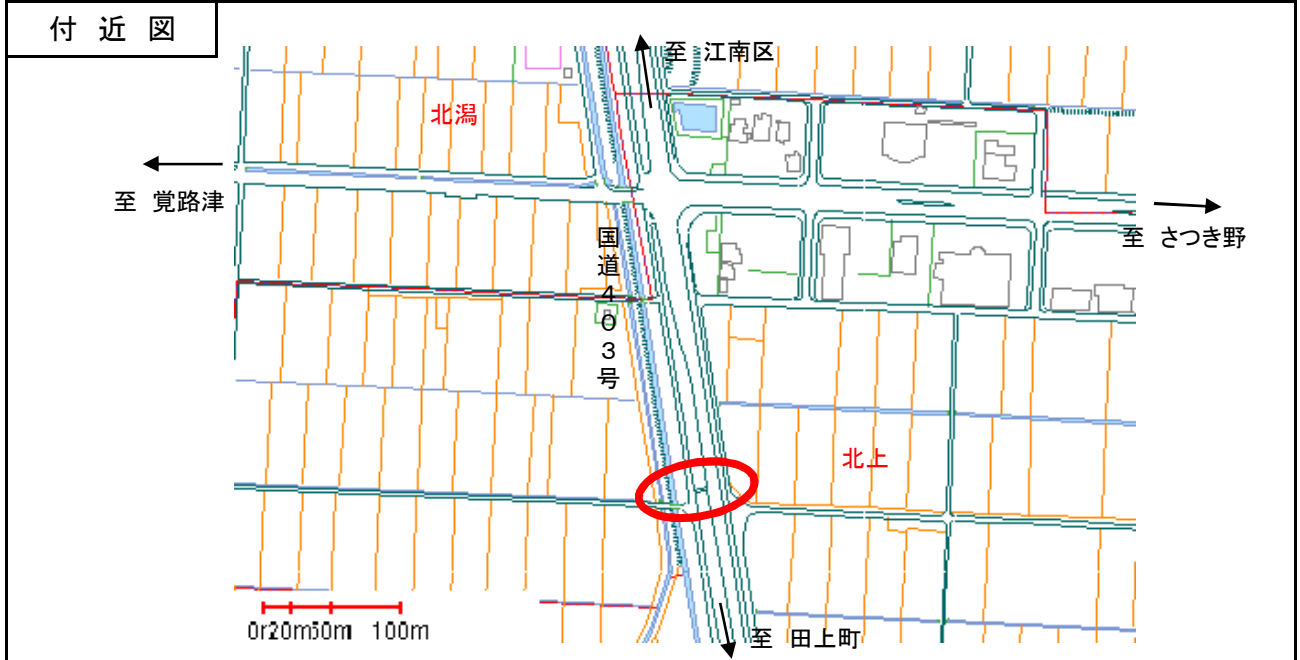 付近図
至 江南区
北潟
至 覚路津
至 さつき野
国道403号
北上
0m20m50m 100m
至 田上町